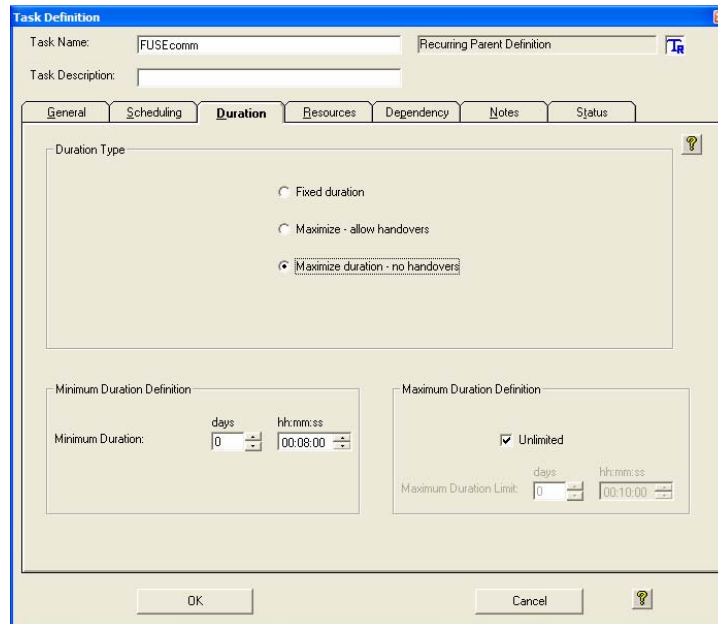 Task Definition
Task Name: FUSEcomm Recurring Parent Definition TR
Task Description:
General Scheduling Duration Resources Dependency Notes Status
Duration Type ?
Fixed duration
Maximize - allow handovers
Maximize duration - no handovers
Minimum Duration Definition Maximum Duration Definition
days hh:mm:ss Unlimited
Minimum Duration: 0 00:08:00
days hh:mm:ss
Maximum Duration Limit: 0 00:10:00
OK Cancel ?